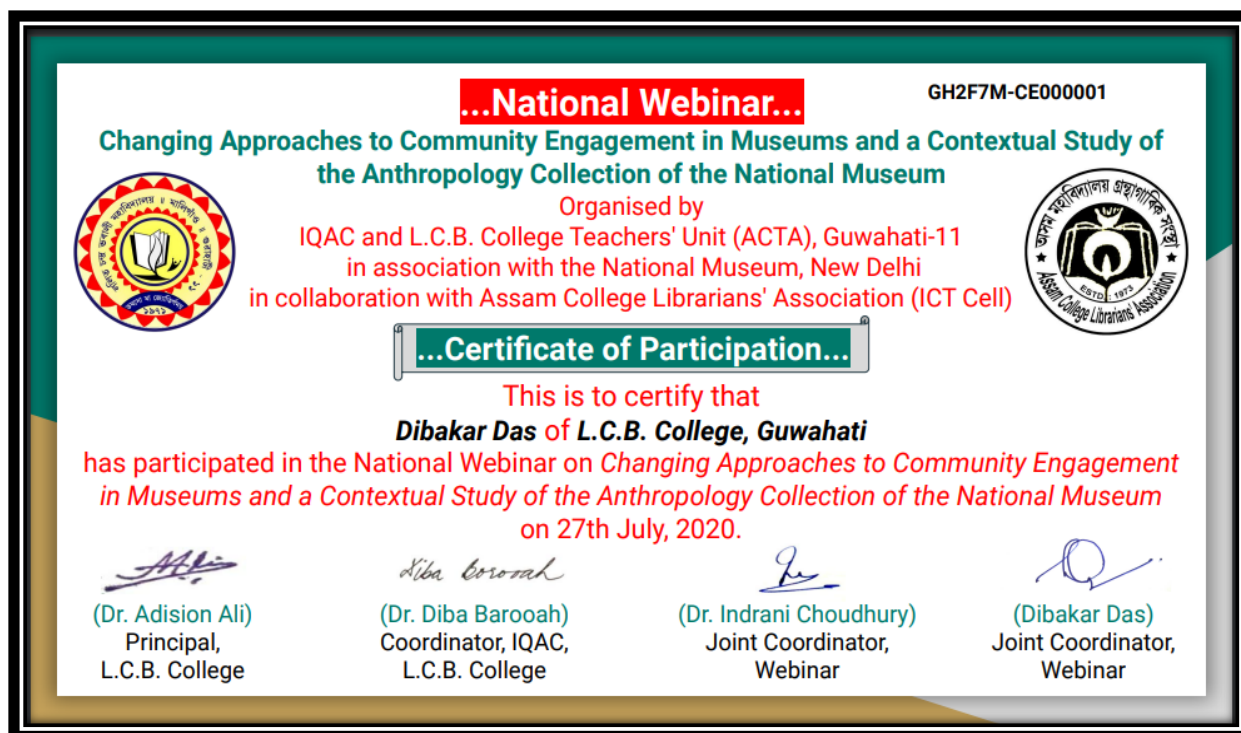 ...National Webinar...
GH2F7M-CE000001
Changing Approaches to Community Engagement in Museums and a Contextual Study of
the Anthropology Collection of the National Museum
Organised by
IQAC and L.C.B. College Teachers' Unit (ACTA), Guwahati-11
in association with the National Museum, New Delhi
in collaboration with Assam College Librarians' Association (ICT Cell)
অসম মহাবিদ্যালয় গ্ৰন্থাগাৰিক সংস্থা
ESTD : 1973
Assam College Librarians' Association
...Certificate of Participation...
This is to certify that
Dibakar Das of L.C.B. College, Guwahati
has participated in the National Webinar on Changing Approaches to Community Engagement
in Museums and a Contextual Study of the Anthropology Collection of the National Museum
on 27th July, 2020.
Diba Borooah
(Dr. Adision Ali)
Principal,
L.C.B. College
(Dr. Diba Barooah)
Coordinator, IQAC,
L.C.B. College
(Dr. Indrani Choudhury)
Joint Coordinator,
Webinar
(Dibakar Das)
Joint Coordinator,
Webinar